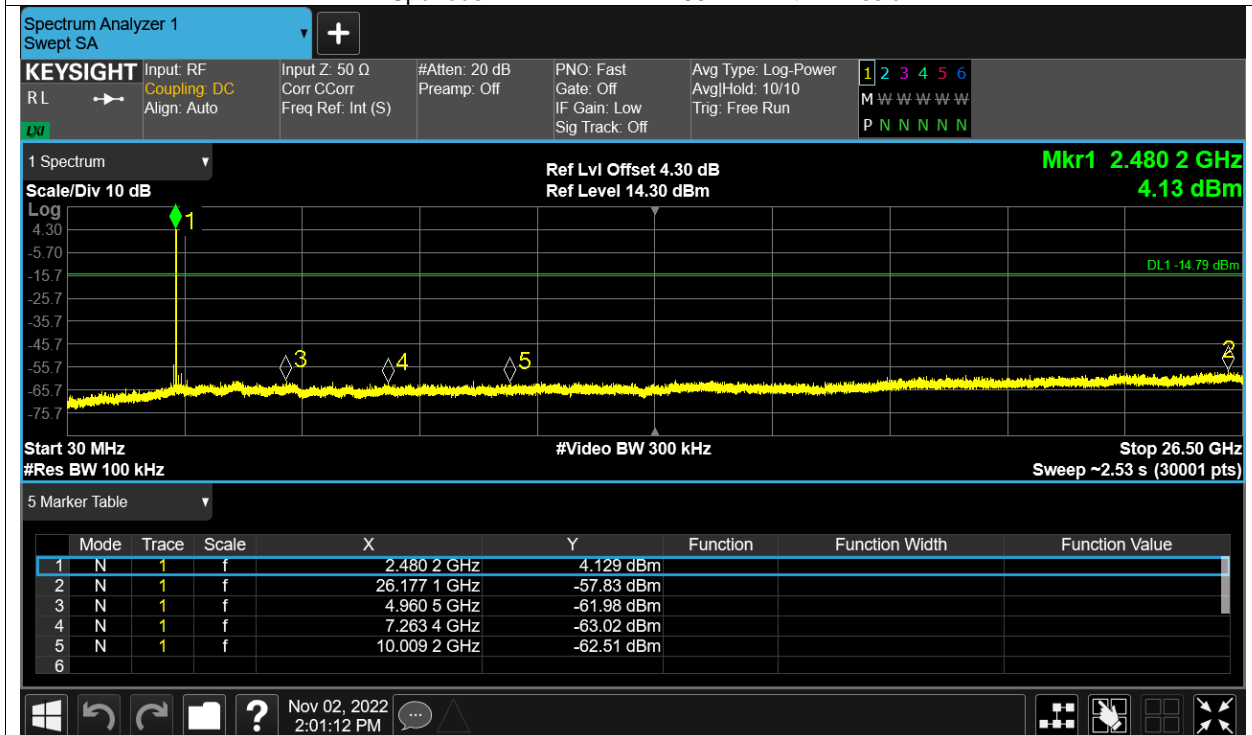 Spectrum Analyzer 1
Swept SA
+
KEYSIGHT
R L
LXI
Input: RF
Coupling: DC
Align: Auto
Input Z: 50 Ω
Corr CCorr
Freq Ref: Int (S)
#Atten: 20 dB
Preamp: Off
PNO: Fast
Gate: Off
IF Gain: Low
Sig Track: Off
Avg Type: Log-Power
Avg|Hold: 10/10
Trig: Free Run
1 2 3 4 5 6
M W W W W W W
P N N N N N N
1 Spectrum
Scale/Div 10 dB
Ref Lvl Offset 4.30 dB
Ref Level 14.30 dBm
Mkr1 2.480 2 GHz
4.13 dBm
Log
4.30
-5.70
-15.7
-25.7
-35.7
-45.7
-55.7
-65.7
-75.7
DL1 -14.79 dBm
1
3
4
5
2
Start 30 MHz
#Res BW 100 kHz
#Video BW 300 kHz
Stop 26.50 GHz
Sweep ~2.53 s (30001 pts)
5 Marker Table
Mode Trace Scale X Y Function Function Width Function Value
1 N 1 f 2.480 2 GHz 4.129 dBm
2 N 1 f 26.177 1 GHz -57.83 dBm
3 N 1 f 4.960 5 GHz -61.98 dBm
4 N 1 f 7.263 4 GHz -63.02 dBm
5 N 1 f 10.009 2 GHz -62.51 dBm
6
?
Nov 02, 2022
2:01:12 PM